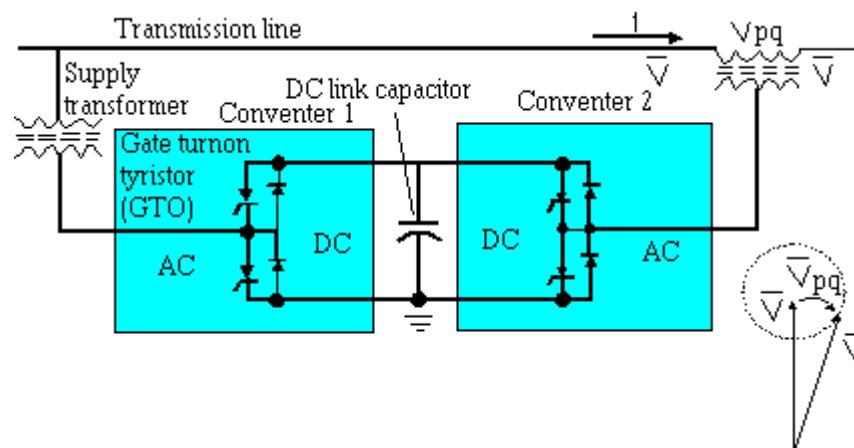 Transmission line
1
Vpq
V
V
Supply
transformer
DC link capacitor
Conventer 1
Conventer 2
Gate turnon
tyristor
(GTO)
AC
DC
DC
AC
Vpq
V
V